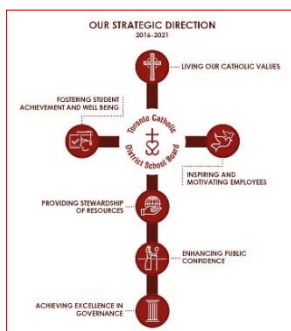 OUR STRATEGIC DIRECTION
2016-2021
LIVING OUR CATHOLIC VALUES
FOSTERING STUDENT
ACHIEVEMENT AND WELL BEING
Toronto Catholic
District School Board
INSPIRING AND
MOTIVATING EMPLOYEES
PROVIDING STEWARDSHIP
OF RESOURCES
ENHANCING PUBLIC
CONFIDENCE
ACHIEVING EXCELLENCE IN
GOVERNANCE